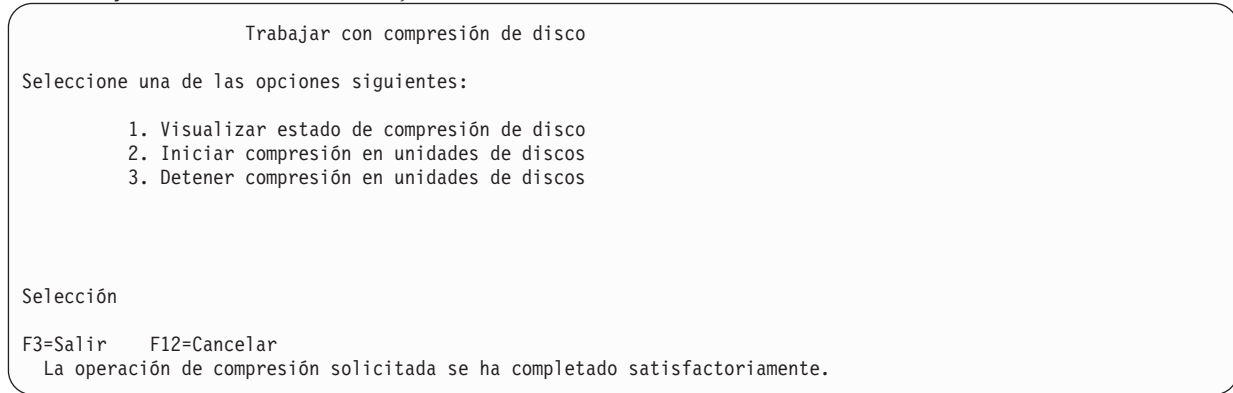 Trabajar con compresión de disco
Seleccione una de las opciones siguientes:
1. Visualizar estado de compresión de disco
2. Iniciar compresión en unidades de discos
3. Detener compresión en unidades de discos
Selección
F3=Salir F12=Cancelar
La operación de compresión solicitada se ha completado satisfactoriamente.